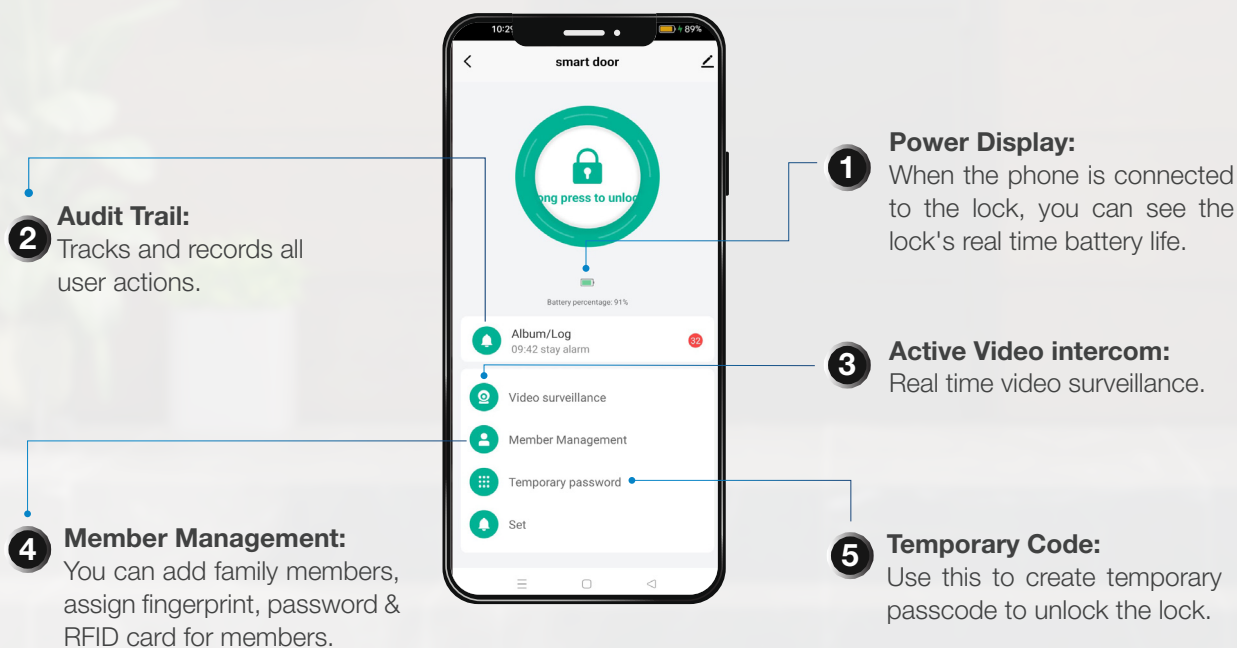 10:29
89%
smart door
ong press to unloc
Battery percentage: 91%
Album/Log
09:42 stay alarm
32
Video surveillance
Member Management
Temporary password
Set
1
Power Display:
When the phone is connected
to the lock, you can see the
lock's real time battery life.
2
Audit Trail:
Tracks and records all
user actions.
3
Active Video intercom:
Real time video surveillance.
4
Member Management:
You can add family members,
assign fingerprint, password &
RFID card for members.
5
Temporary Code:
Use this to create temporary
passcode to unlock the lock.